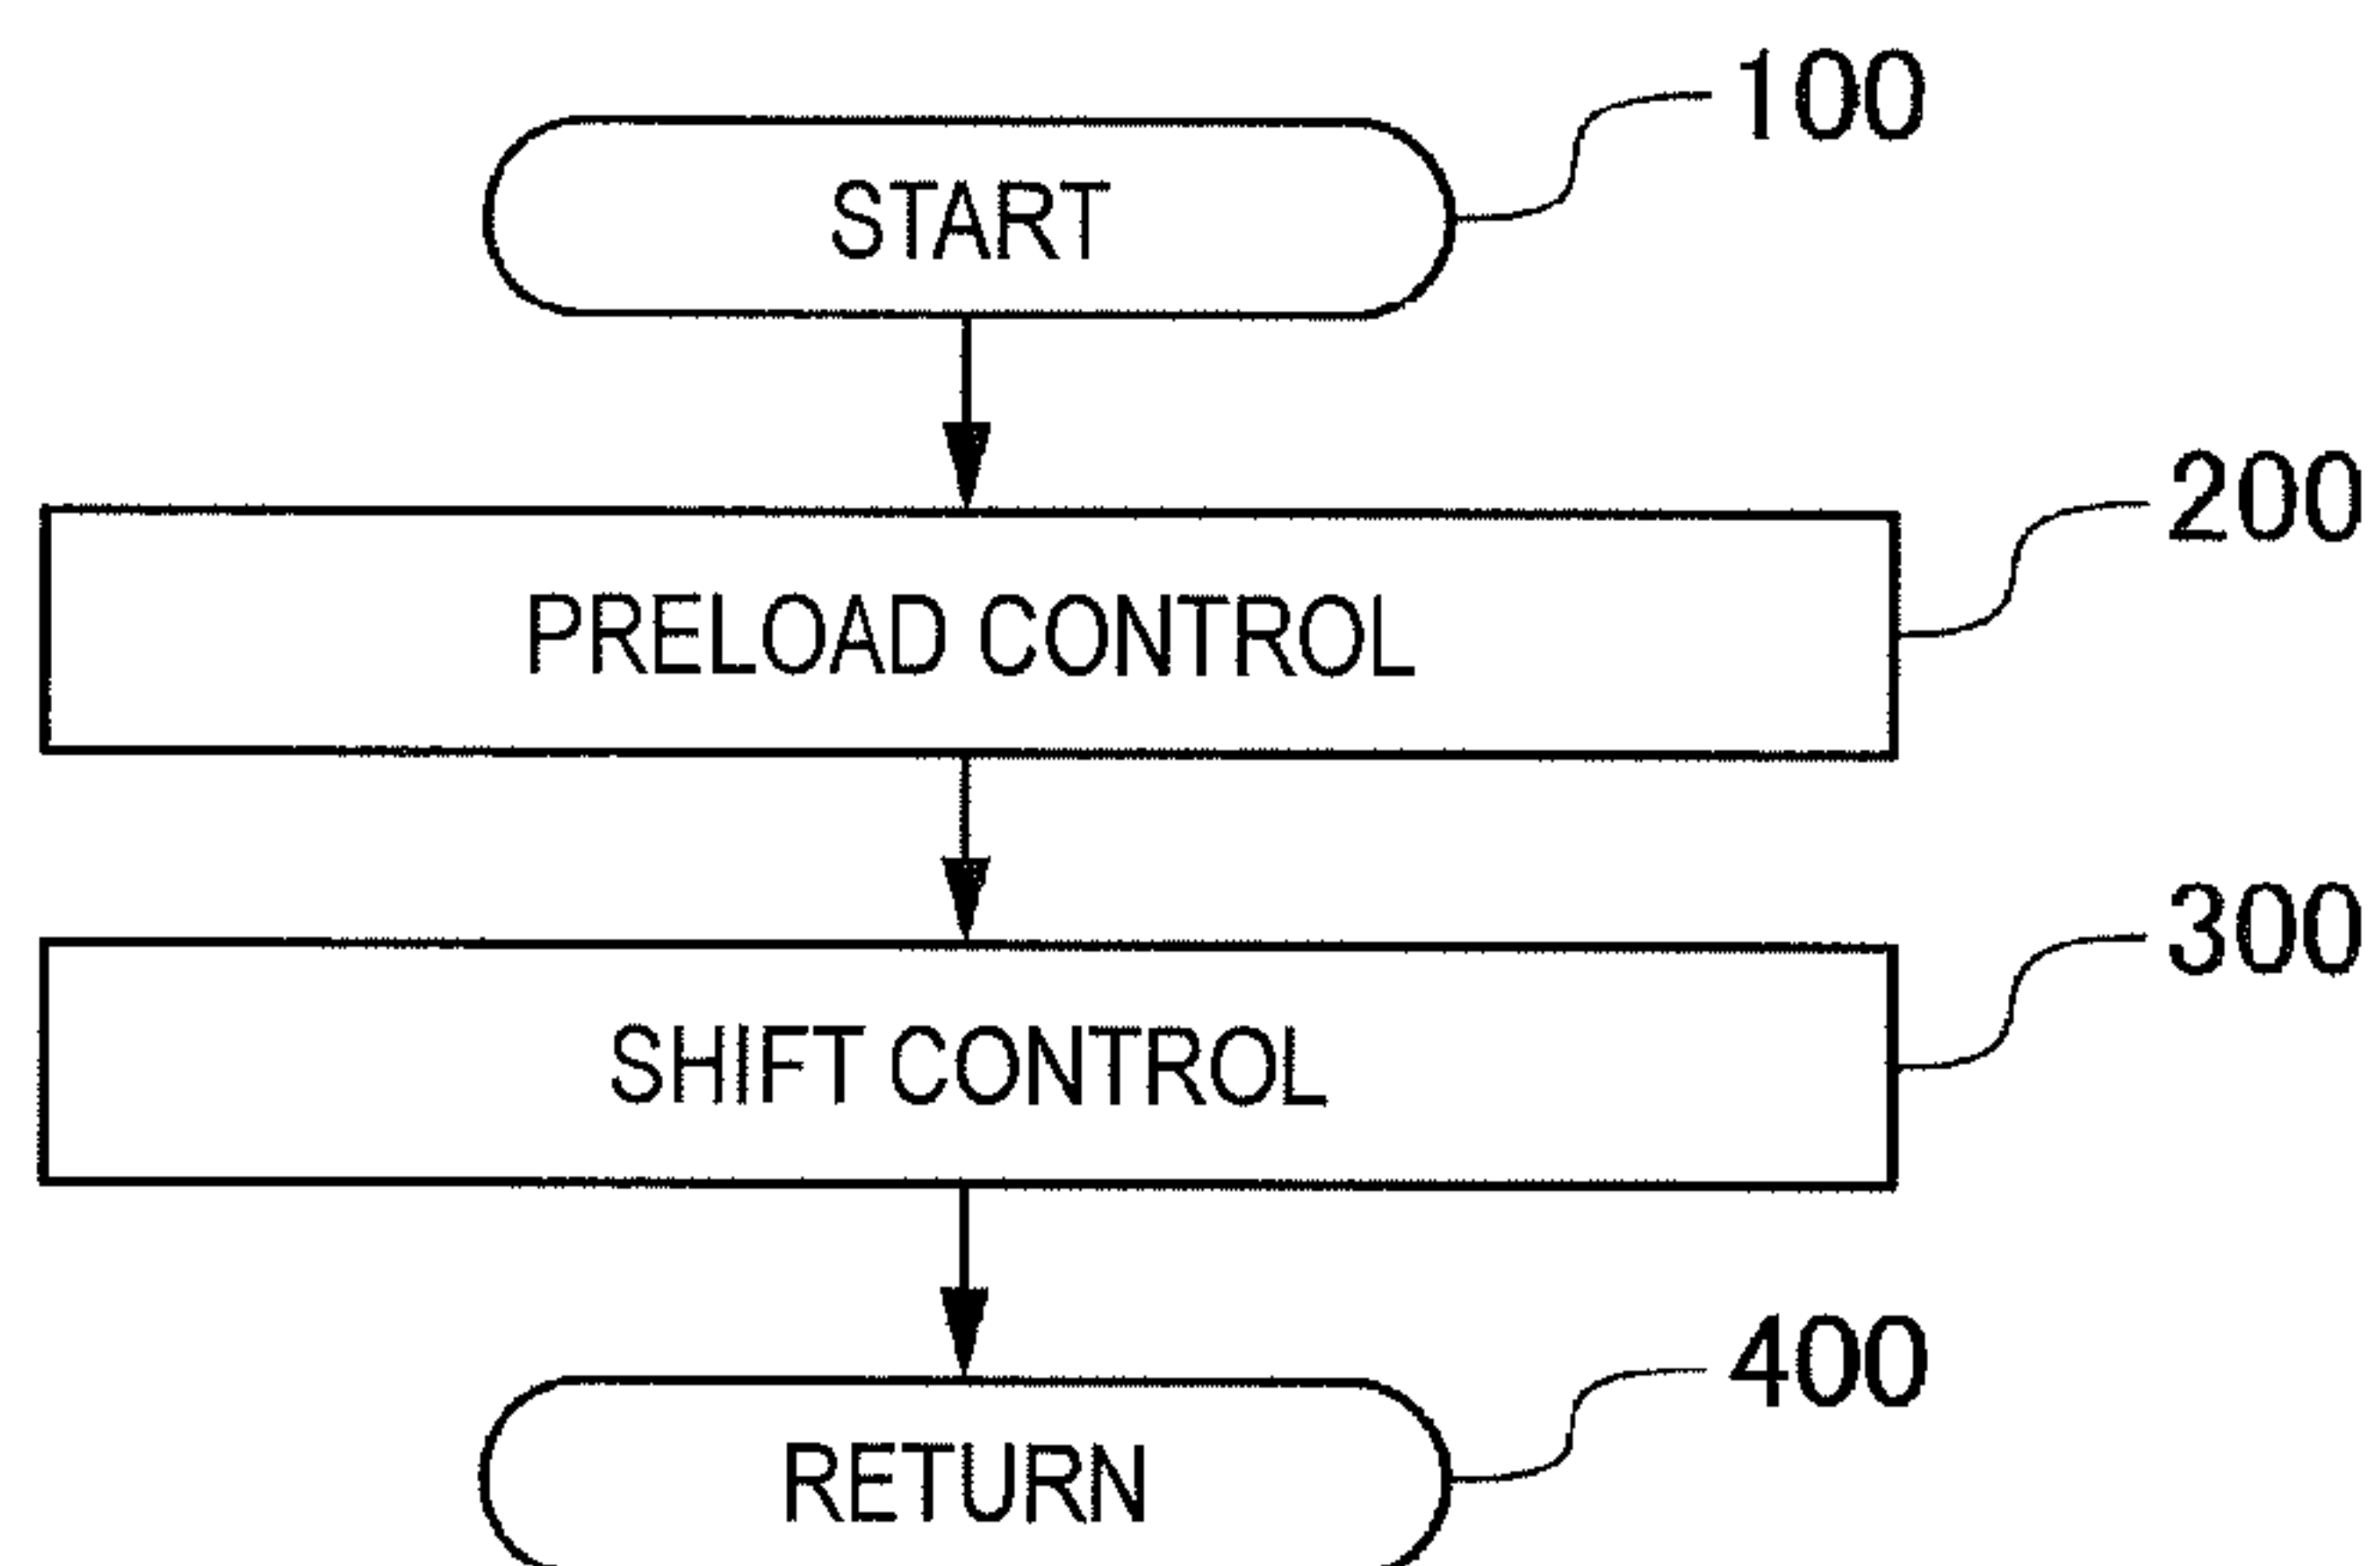 100
START
200
PRELOAD CONTROL
300
SHIFT CONTROL
400
RETURN